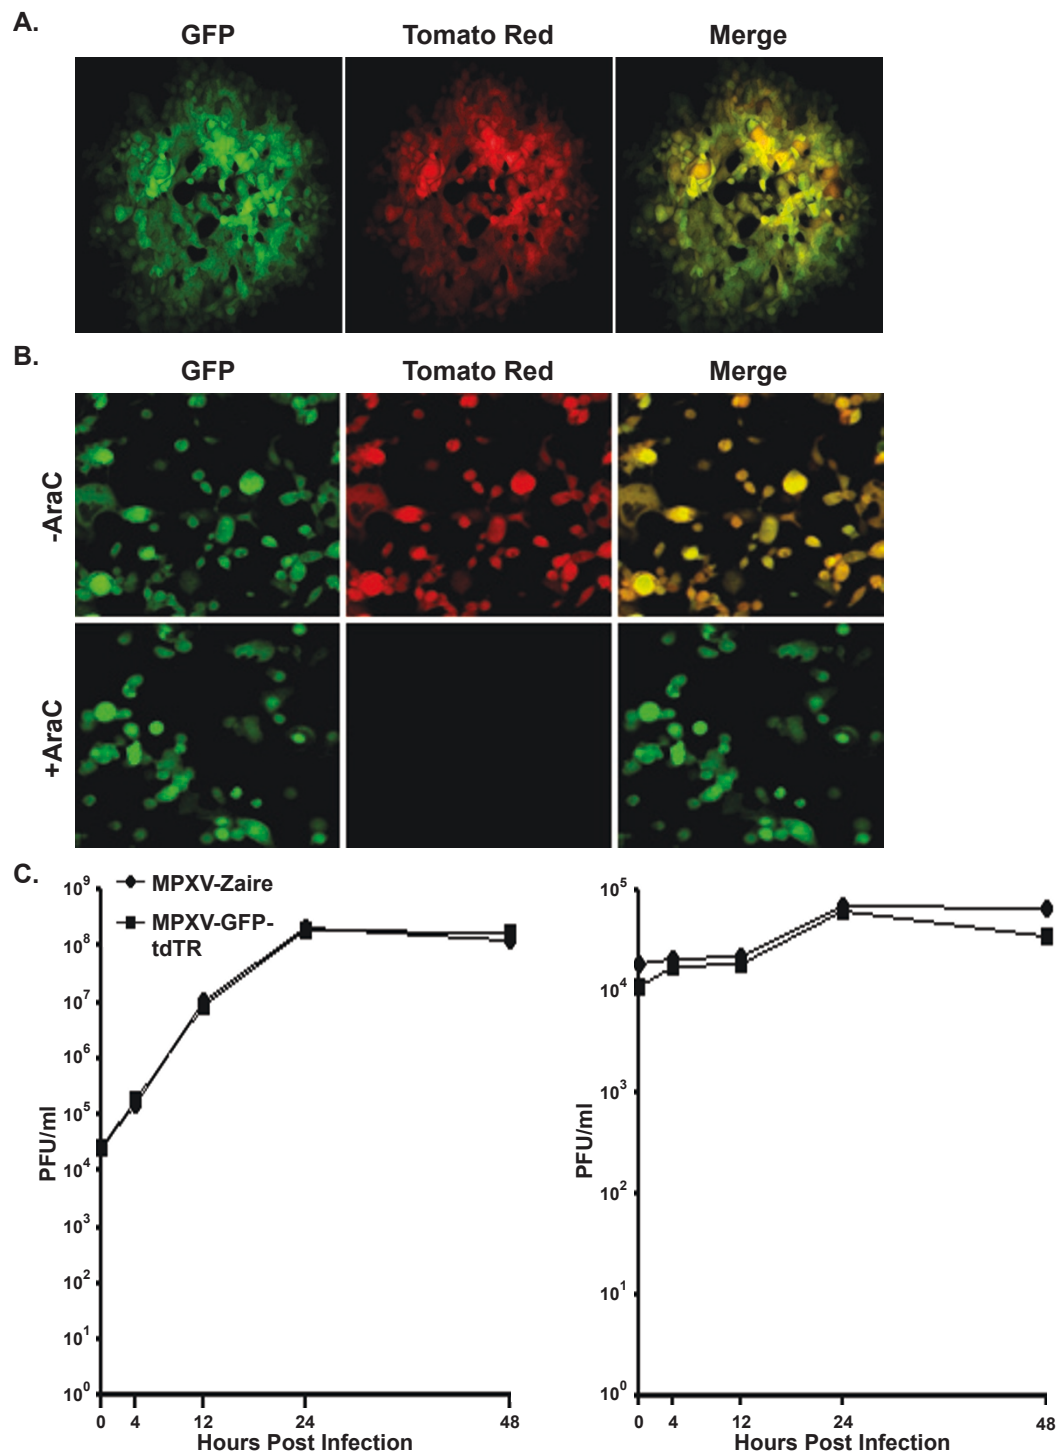 A.
GFP Tomato Red Merge
B.
GFP Tomato Red Merge
-AraC
+AraC
C.
MPXV-Zaire
MPXV-GFP-
tdTR
10⁹
10⁸
10⁷
10⁶
10⁵
10⁴
10³
10²
10¹
10⁰
PFU/ml
0 4 12 24 48
Hours Post Infection
10⁵
10⁴
10³
10²
10¹
10⁰
PFU/ml
0 4 12 24 48
Hours Post Infection